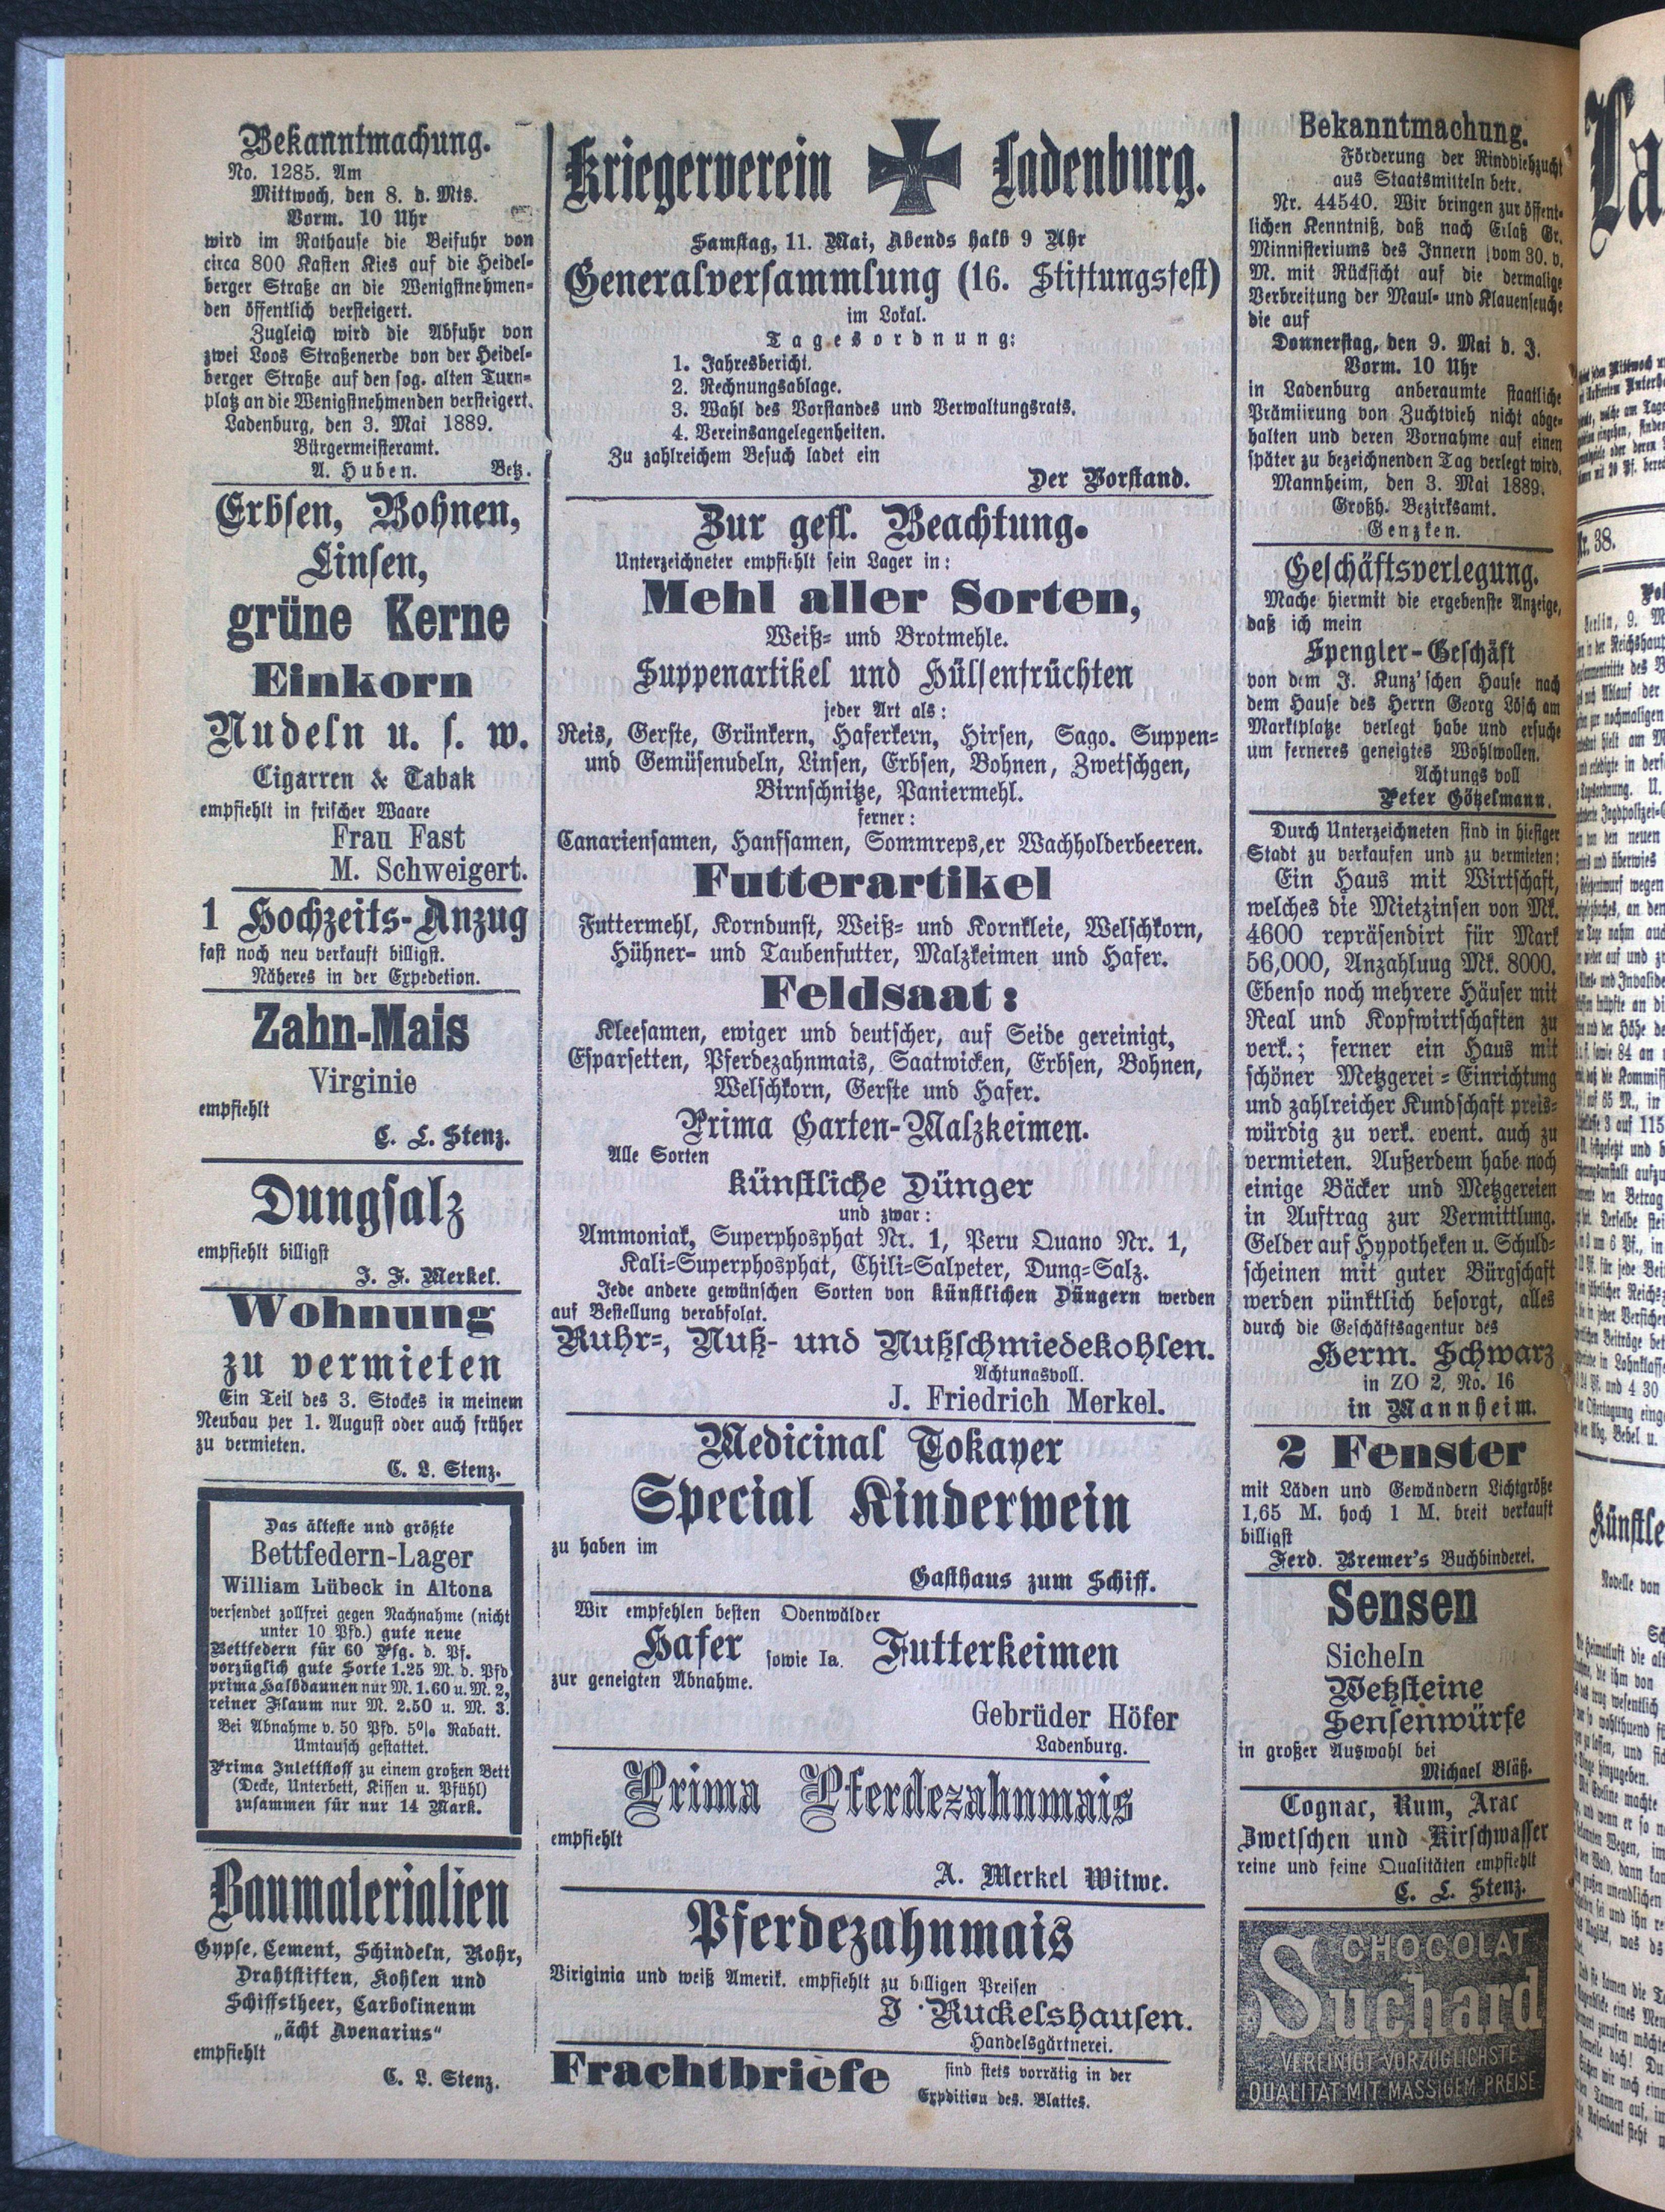 Bekanntmachung.
No. 1285. Am
Mittwoch, den 8. d. Mts.
Vorm. 10 Uhr
wird im Rathause die Beifuhr von
circa 800 Kasten Kies auf die Heidel-
berger Straße an die Wenigstnehmen-
den öffentlich versteigert.
Zugleich wird die Abfuhr von
zwei Loos Straßenerde von der Heidel-
berger Straße auf den sog. alten Turn-
platz an die Wenigstnehmenden versteigert.
Ladenburg, den 3. Mai 1889.
Bürgermeisteramt.
A. Huben. Betz.
Erbsen, Bohnen,
Linsen,
grüne Kerne
Einkorn
Nudeln u. s. w.
Cigarren & Tabak
empfiehlt in frischer Waare
Frau Fast
M. Schweigert.
1 Hochzeits-Anzug
fast noch neu verkauft billigst.
Näheres in der Expedetion.
Zahn-Mais
Virginie
empfiehlt
C. L. Stenz.
Dungsalz
empfiehlt billigst
J. F. Merkel.
Wohnung
zu vermieten
Ein Teil des 3. Stockes in meinem
Neubau per 1. August oder auch früher
zu vermieten.
C. L. Stenz.
Das älteste und größte
Bettfedern-Lager
William Lübeck in Altona
versendet zollfrei gegen Nachnahme (nicht
unter 10 Pfd.) gute neue
Bettfedern für 60 Pfg. d. Pf.
vorzüglich gute Sorte 1.25 M. d. Pfd
prima Halbdaunen nur M. 1.60 u. M. 2,
reiner Flaum nur M. 2.50 u. M. 3.
Bei Abnahme v. 50 Pfd. 5% Rabatt.
Umtausch gestattet.
Prima Inlettstoff zu einem großen Bett
(Decke, Unterbett, Kissen u. Pfühl)
zusammen für nur 14 Mark.
Baumaterialien
Gypse, Cement, Schindeln, Rohr,
Drahtstiften, Kohlen und
Schiffstheer, Carbolineum
„ächt Avenarius“
empfiehlt
C. L. Stenz.
Kriegerverein Ladenburg.
Samstag, 11. Mai, Abends halb 9 Uhr
Generalversammlung (16. Stiftungsfest)
im Lokal.
Tagesordnung:
1. Jahresbericht.
2. Rechnungsablage.
3. Wahl des Vorstandes und Verwaltungsrats.
4. Vereinsangelegenheiten.
Zu zahlreichem Besuch ladet ein
Der Vorstand.
Zur gefl. Beachtung.
Unterzeichneter empfiehlt sein Lager in:
Mehl aller Sorten,
Weiß- und Brotmehle.
Suppenartikel und Hülsenfrüchten
jeder Art als:
Reis, Gerste, Grünkern, Haferkern, Hirsen, Sago. Suppen-
und Gemüsenudeln, Linsen, Erbsen, Bohnen, Zwetschgen,
Birnschnitze, Paniermehl.
ferner:
Canariensamen, Hanfsamen, Sommreps,er Wachholderbeeren.
Futterartikel
Futtermehl, Korndunst, Weiß- und Kornkleie, Welschkorn,
Hühner- und Taubenfutter, Malzkeimen und Hafer.
Feldsaat:
Kleesamen, ewiger und deutscher, auf Seide gereinigt,
Esparsetten, Pferdezahnmais, Saatwicken, Erbsen, Bohnen,
Welschkorn, Gerste und Hafer.
Prima Garten-Malzkeimen.
Alle Sorten
künstliche Dünger
und zwar:
Ammoniak, Superphosphat Nr. 1, Peru Quano Nr. 1,
Kali-Superphosphat, Chili-Salpeter, Dung-Salz.
Jede andere gewünschen Sorten von künstlichen Düngern werden
auf Bestellung verabfolat.
Ruhr-, Nuß- und Nußschmiedekohlen.
Achtunasvoll.
J. Friedrich Merkel.
Medicinal Tokayer
Special Kinderwein
zu haben im
Gasthaus zum Schiff.
Wir empfehlen besten Odenwälder
Hafer sowie Ia. Futterkeimen
zur geneigten Abnahme.
Gebrüder Höfer
Ladenburg.
Prima Pferdezahnmais
empfiehlt
A. Merkel Witwe.
Pferdezahnmais
Viriginia und weiß Amerik. empfiehlt zu billigen Preisen
J. Ruckelshausen.
Handelsgärtnerei.
Frachtbriefe sind stets vorrätig in der
Expdition des. Blattes.
Bekanntmachung.
Förderung der Rindviehzucht
aus Staatsmitteln betr.
Nr. 44540. Wir bringen zur öffent-
lichen Kenntniß, daß nach Erlaß Gr.
Minnisteriums des Innern vom 30. v.
M. mit Rücksicht auf die dermalige
Verbreitung der Maul- und Klauenseuche
die auf
Donnerstag, den 9. Mai d. J.
Vorm. 10 Uhr
in Ladenburg anberaumte staatliche
Prämiirung von Zuchtvieh nicht abge-
halten und deren Vornahme auf einen
später zu bezeichnenden Tag verlegt wird.
Mannheim, den 3. Mai 1889.
Großh. Bezirksamt.
Genzken.
Geschäftsverlegung.
Mache hiermit die ergebenste Anzeige,
daß ich mein
Spengler-Geschäft
von dem J. Kunz'schen Hause nach
dem Hause des Herrn Georg Lösch am
Marktplatze verlegt habe und ersuche
um ferneres geneigtes Wohlwollen.
Achtungs voll
Peter Götzelmann.
Durch Unterzeichneten sind in hiesiger
Stadt zu verkaufen und zu vermieten:
Ein Haus mit Wirtschaft,
welches die Mietzinsen von Mk.
4600 repräsendirt für Mark
56,000, Anzahluug Mk. 8000.
Ebenso noch mehrere Häuser mit
Real und Kopfwirtschaften zu
verk.; ferner ein Haus mit
schöner Metzgerei-Einrichtung
und zahlreicher Kundschaft preis-
würdig zu verk. event. auch zu
vermieten. Außerdem habe noch
einige Bäcker und Metzgereien
in Auftrag zur Vermittlung.
Gelder auf Hypotheken u. Schuld-
scheinen mit guter Bürgschaft
werden pünktlich besorgt, alles
durch die Geschäftsagentur des
Herm. Schwarz
in ZO 2, No. 16
in Mannheim.
2 Fenster
mit Läden und Gewändern Lichtgröße
1,65 M. hoch 1 M. breit verkauft
billigst
Ferd. Bremer's Buchbinderei.
Sensen
Sicheln
Wetzsteine
Sensenwürfe
in großer Auswahl bei
Michael Bläß.
Cognac, Rum, Arac
Zwetschen und Kirschwasser
reine und feine Qualitäten empfiehlt
C. L. Stenz.
CHOCOLAT
Suchard
VEREINIGT VORZÜGLICHSTE
QUALITÄT MIT MÄSSIGEM PREISE